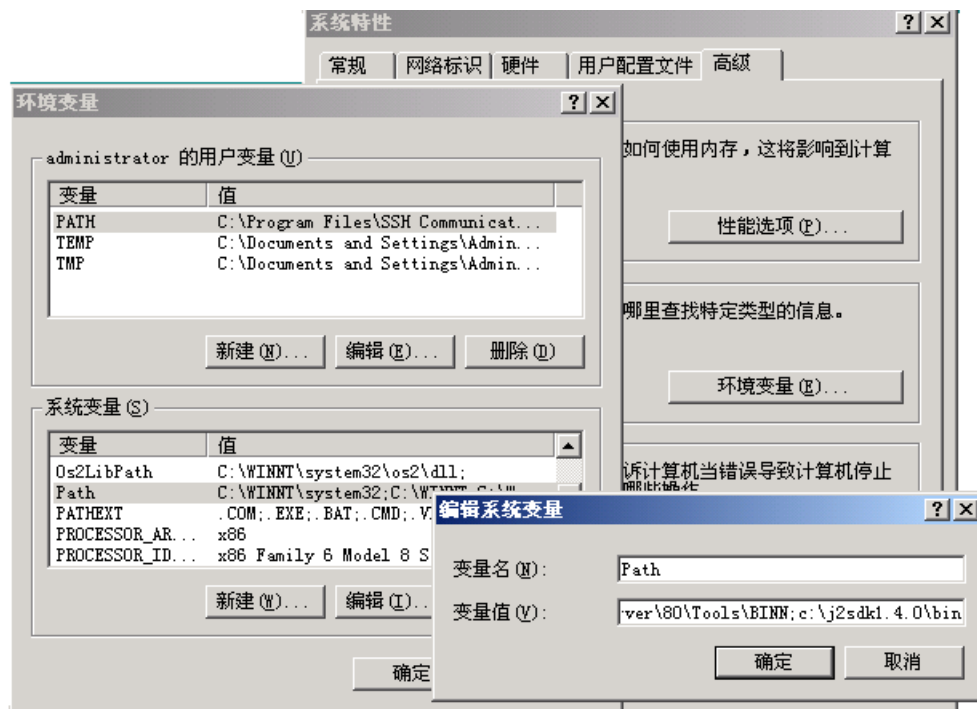 系统特性
常规 网络标识 硬件 用户配置文件 高级
环境变量
administrator 的用户变量(U)
如何使用内存，这将影响到计算
变量 值
PATH C:\Program Files\SSH Communicat...
TEMP C:\Documents and Settings\Admin...
TMP C:\Documents and Settings\Admin...
性能选项(P)...
哪里查找特定类型的信息。
新建(N)... 编辑(E)... 删除(D)
环境变量(E)...
系统变量(S)
变量 值
Os2LibPath C:\WINNT\system32\os2\dll;
Path C:\WINNT\system32;C:\WINNT
PATHEXT .COM;.EXE;.BAT;.CMD;
PROCESSOR_AR... x86
PROCESSOR_ID... x86 Family 6 Model 8 S
诉计算机当错误导致计算机停止
哪些操作
新建(W)... 编辑(I)..
确定
编辑系统变量
变量名(N): Path
变量值(V): ver\80\Tools\BINN;c:\j2sdk1.4.0\bin
确定 取消